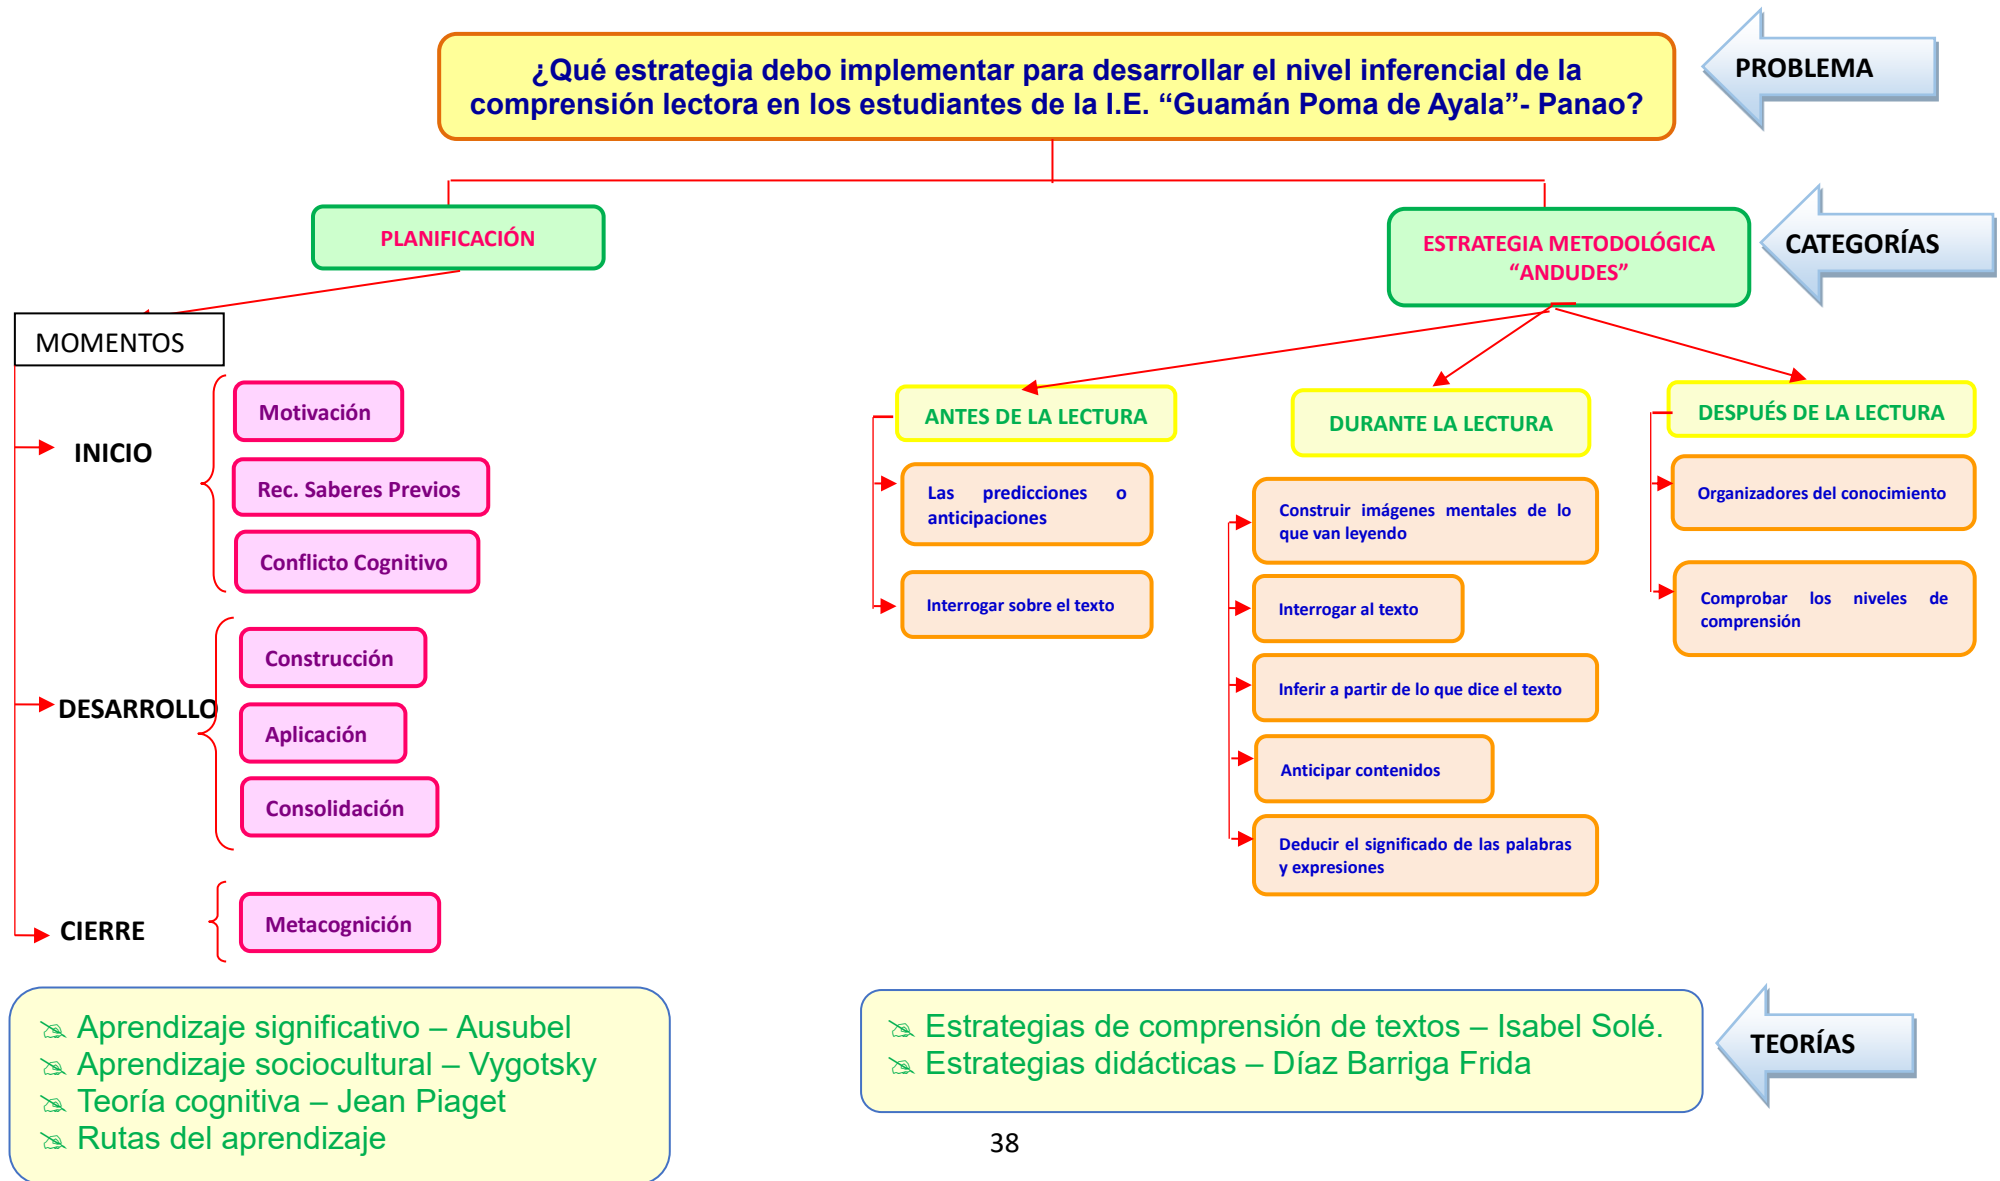 ¿Qué estrategia debo implementar para desarrollar el nivel inferencial de la
comprensión lectora en los estudiantes de la I.E. “Guamán Poma de Ayala”- Panao?
PROBLEMA
PLANIFICACIÓN
ESTRATEGIA METODOLÓGICA
“ANDUDES”
CATEGORÍAS
MOMENTOS
INICIO
Motivación
Rec. Saberes Previos
Conflicto Cognitivo
DESARROLLO
Construcción
Aplicación
Consolidación
CIERRE
Metacognición
ANTES DE LA LECTURA
Las predicciones o
anticipaciones
Interrogar sobre el texto
DURANTE LA LECTURA
Construir imágenes mentales de lo
que van leyendo
Interrogar al texto
Inferir a partir de lo que dice el texto
Anticipar contenidos
Deducir el significado de las palabras
y expresiones
DESPUÉS DE LA LECTURA
Organizadores del conocimiento
Comprobar los niveles de
comprensión
Aprendizaje significativo – Ausubel
Aprendizaje sociocultural – Vygotsky
Teoría cognitiva – Jean Piaget
Rutas del aprendizaje
Estrategias de comprensión de textos – Isabel Solé.
Estrategias didácticas – Díaz Barriga Frida
TEORÍAS
38